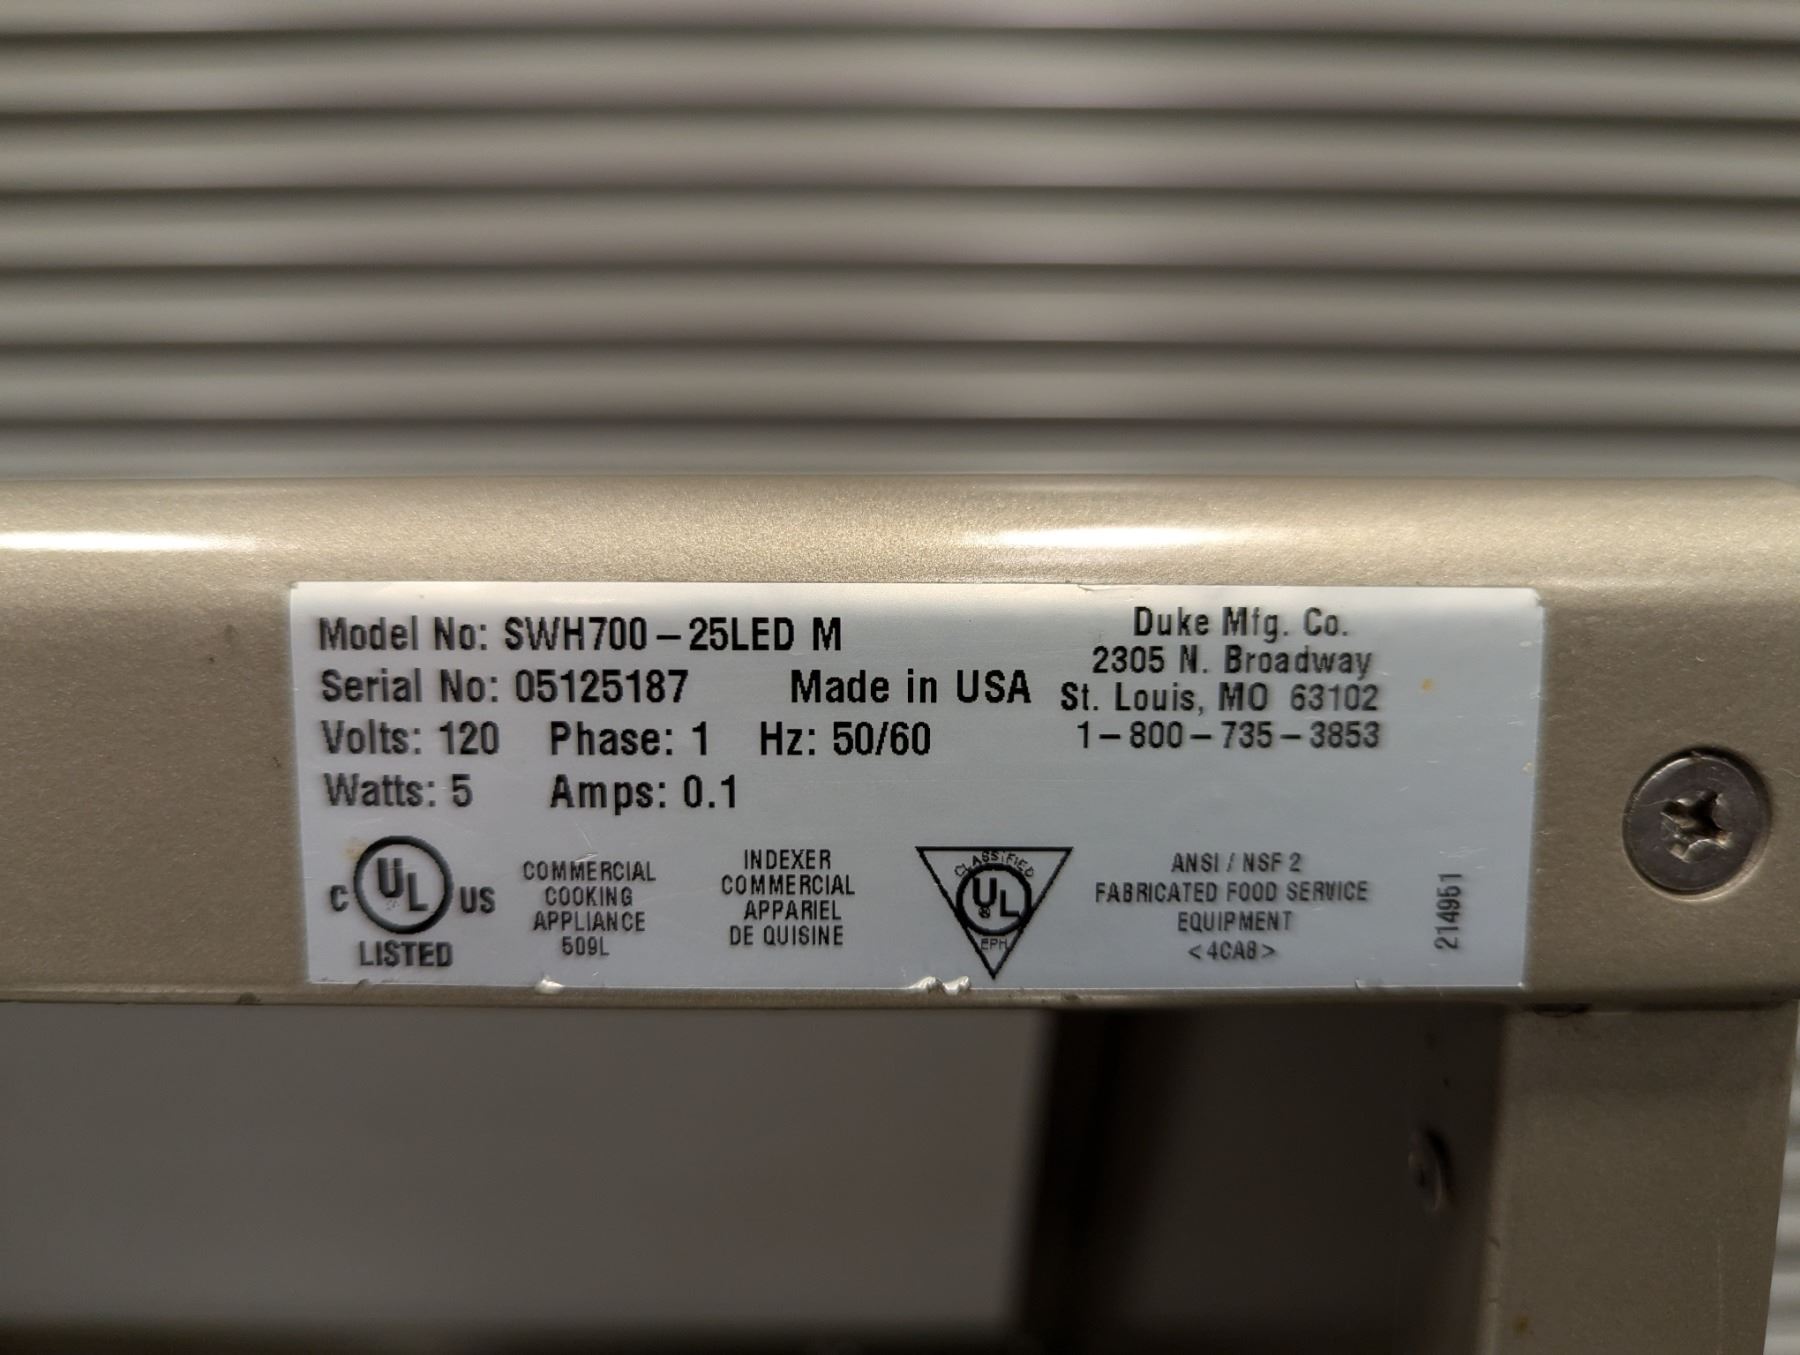 Model No: SWH700-25LED M
Serial No: 05125187 Made in USA
Volts: 120 Phase: 1 Hz: 50/60
Watts: 5 Amps: 0.1
Duke Mfg. Co.
2305 N. Broadway
St. Louis, MO 63102
1-800-735-3853
C UL US
LISTED
COMMERCIAL
COOKING
APPLIANCE
509L
INDEXER
COMMERCIAL
APPARIEL
DE QUISINE
CLASSIFIED
UL
EPH
ANSI / NSF 2
FABRICATED FOOD SERVICE
EQUIPMENT
<4CA8>
214951